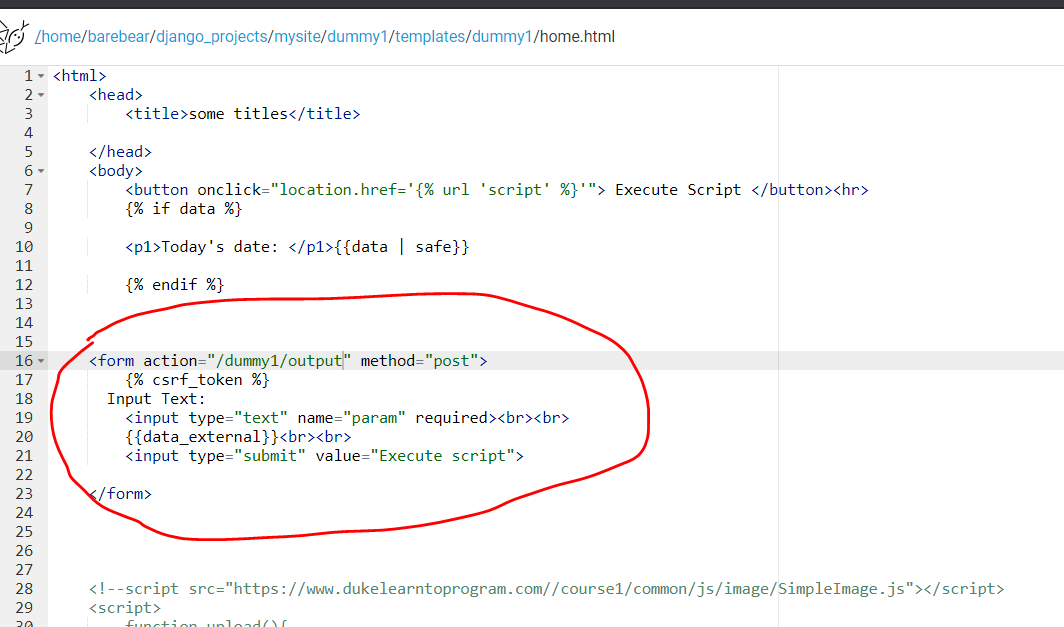 /home/barebear/django_projects/mysite/dummy1/templates/dummy1/home.html
1 <html>
2 <head>
3 <title>some titles</title>
4
5 </head>
6 <body>
7 <button onclick="location.href='{% url 'script' %}'"> Execute Script </button><hr>
8 {% if data %}
9
10 <p1>Today's date: </p1>{{data | safe}}
11
12 {% endif %}
13
14
15
16 <form action="/dummy1/output" method="post">
17 {% csrf_token %}
18 Input Text:
19 <input type="text" name="param" required><br><br>
20 {{data_external}}<br><br>
21 <input type="submit" value="Execute script">
22
23 </form>
24
25
26
27
28 <!--script src="https://www.dukelearntoprogram.com//course1/common/js/image/SimpleImage.js"></script>
29 <script>
30 function upload(){